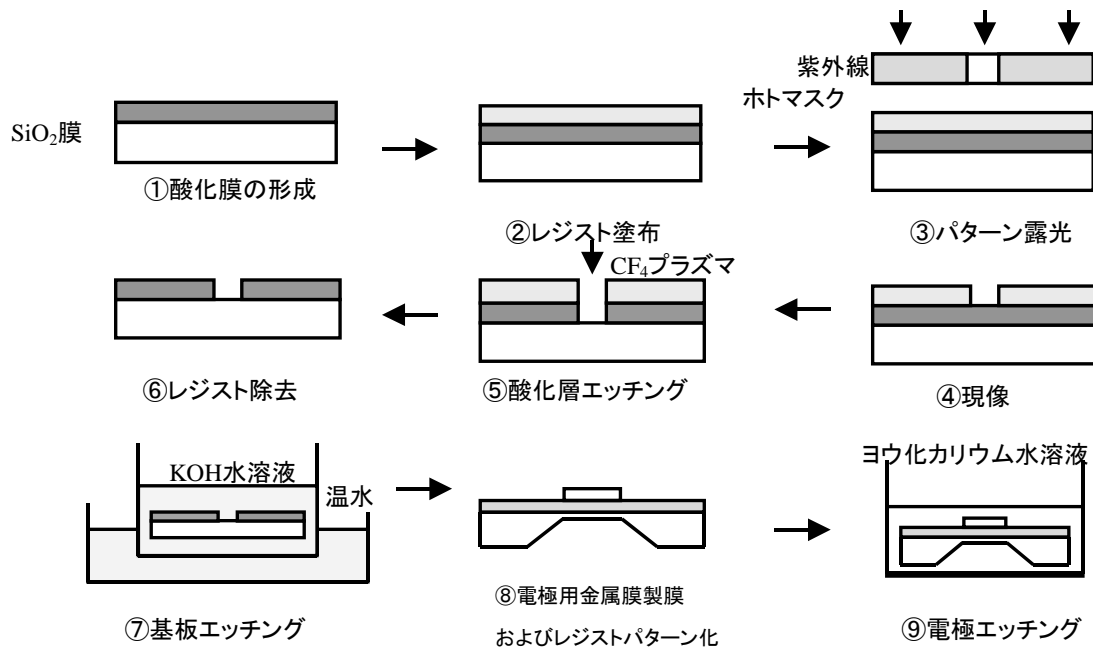 SiO₂膜
①酸化膜の形成
②レジスト塗布
紫外線
ホトマスク
③パターン露光
⑥レジスト除去
CF₄プラズマ
⑤酸化層エッチング
④現像
KOH水溶液
温水
⑦基板エッチング
⑧電極用金属膜製膜
およびレジストパターン化
ヨウ化カリウム水溶液
⑨電極エッチング